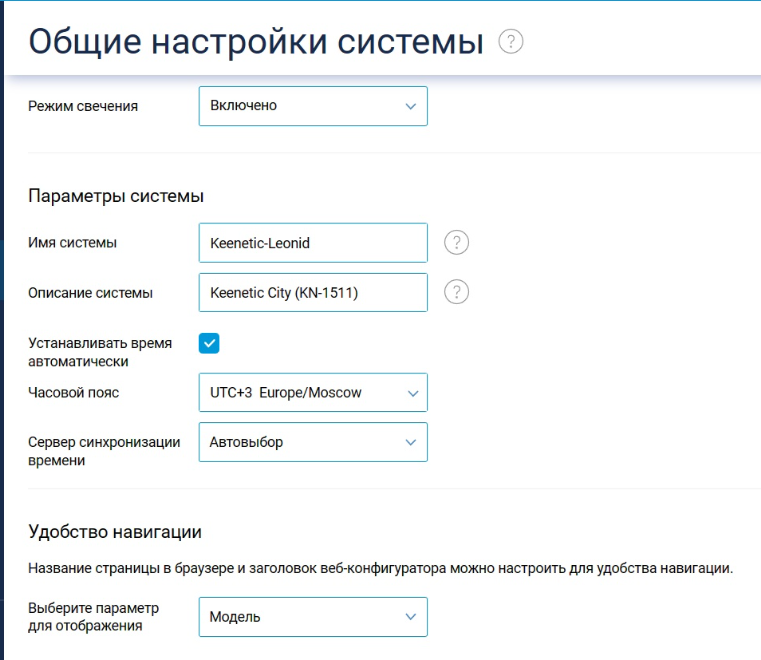 Общие настройки системы ?
Режим свечения Включено
Параметры системы
Имя системы Keenetic-Leonid ?
Описание системы Keenetic City (KN-1511) ?
Устанавливать время
автоматически
Часовой пояс UTC+3 Europe/Moscow
Сервер синхронизации Автовыбор
времени
Удобство навигации
Название страницы в браузере и заголовок веб-конфигуратора можно настроить для удобства навигации.
Выберите параметр Модель
для отображения